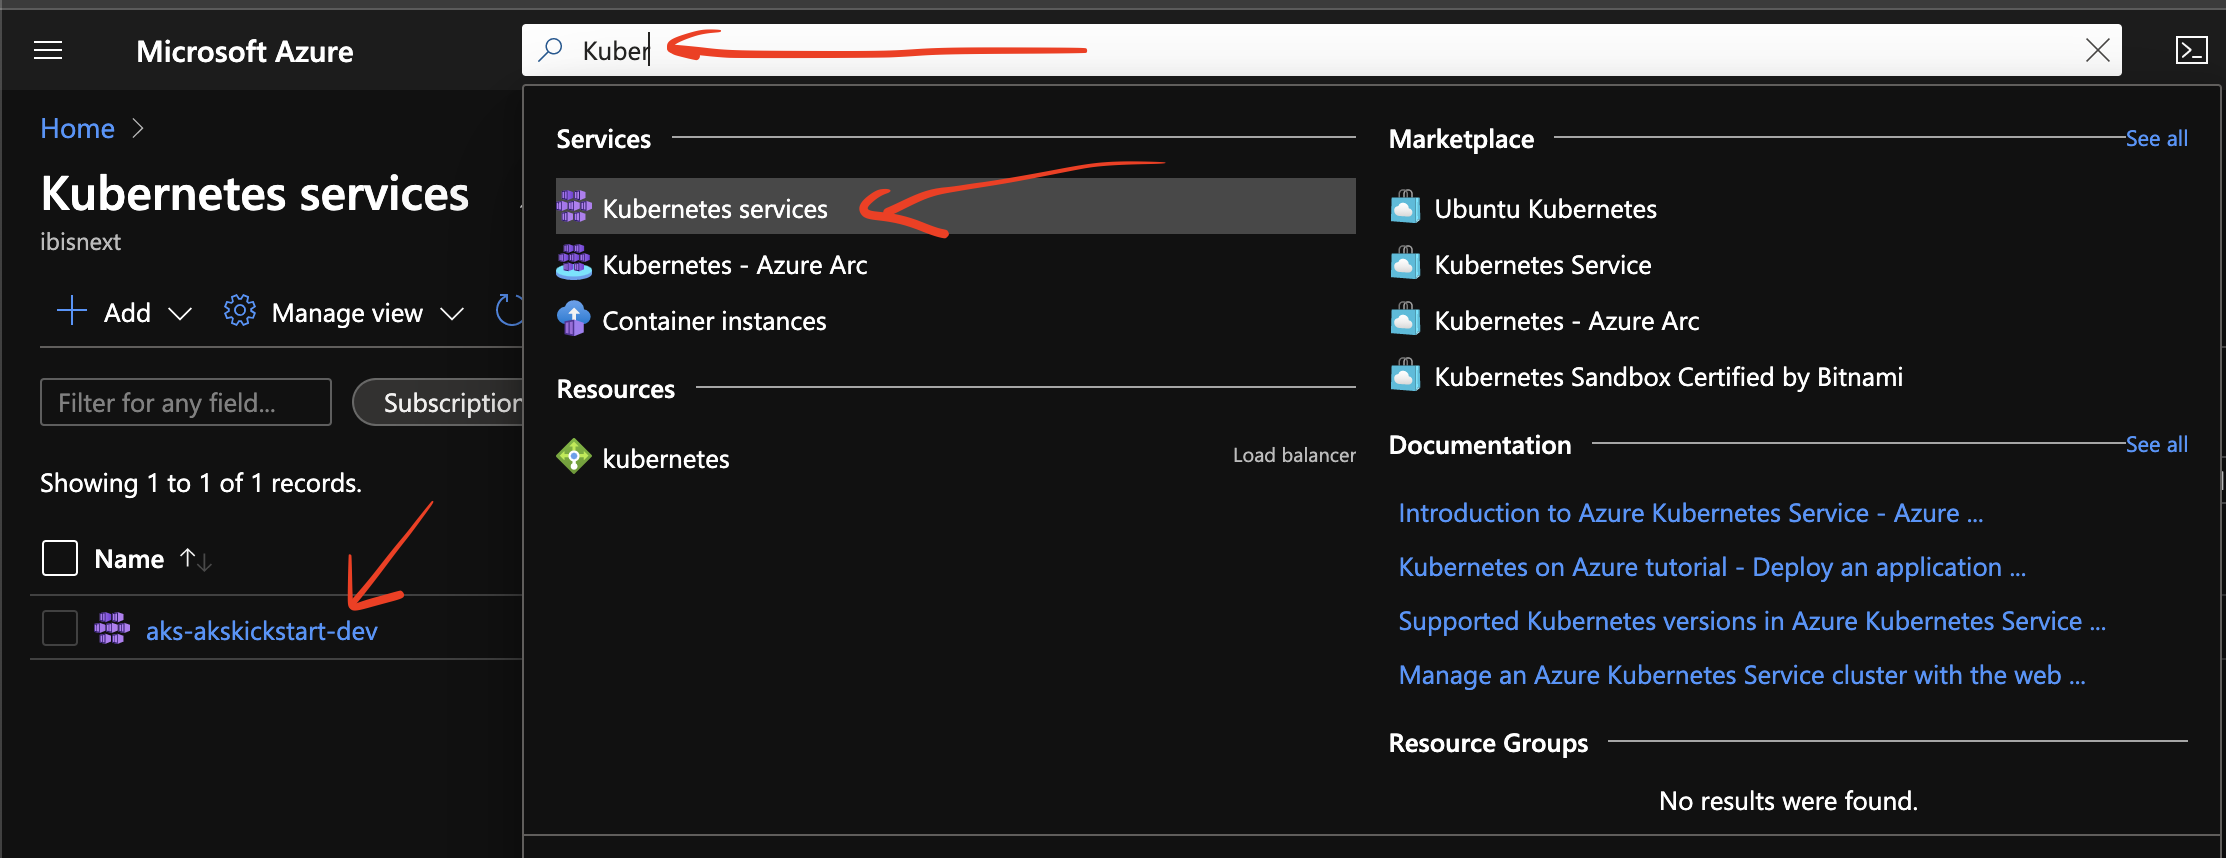 Microsoft Azure
Kuber
Home
Kubernetes services
ibisnext
Add
Manage view
Filter for any field...
Subscription
Showing 1 to 1 of 1 records.
Name
aks-akskickstart-dev
Services
Kubernetes services
Kubernetes - Azure Arc
Container instances
Resources
kubernetes
Load balancer
Marketplace
See all
Ubuntu Kubernetes
Kubernetes Service
Kubernetes - Azure Arc
Kubernetes Sandbox Certified by Bitnami
Documentation
See all
Introduction to Azure Kubernetes Service - Azure ...
Kubernetes on Azure tutorial - Deploy an application ...
Supported Kubernetes versions in Azure Kubernetes Service ...
Manage an Azure Kubernetes Service cluster with the web ...
Resource Groups
No results were found.